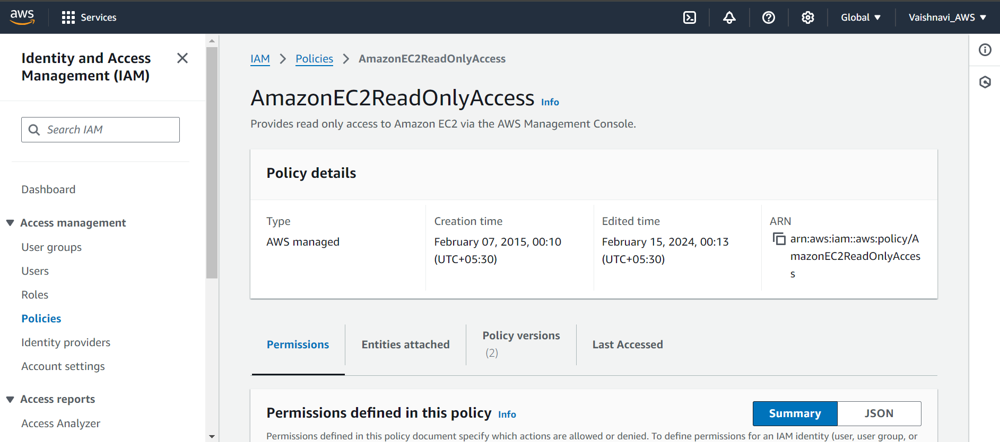 aws
Services
Global
Vaishnavi_AWS
Identity and Access
Management (IAM)
Search IAM
Dashboard
Access management
User groups
Users
Roles
Policies
Identity providers
Account settings
Access reports
Access Analyzer
IAM > Policies > AmazonEC2ReadOnlyAccess
AmazonEC2ReadOnlyAccess Info
Provides read only access to Amazon EC2 via the AWS Management Console.
Policy details
Type
AWS managed
Creation time
February 07, 2015, 00:10
(UTC+05:30)
Edited time
February 15, 2024, 00:13
(UTC+05:30)
ARN
arn:aws:iam::aws:policy/A
mazonEC2ReadOnlyAcces
s
Permissions
Entities attached
Policy versions
(2)
Last Accessed
Permissions defined in this policy Info
Summary
JSON
Permissions defined in this policy document specify which actions are allowed or denied. To define permissions for an IAM identity (user, user group, or